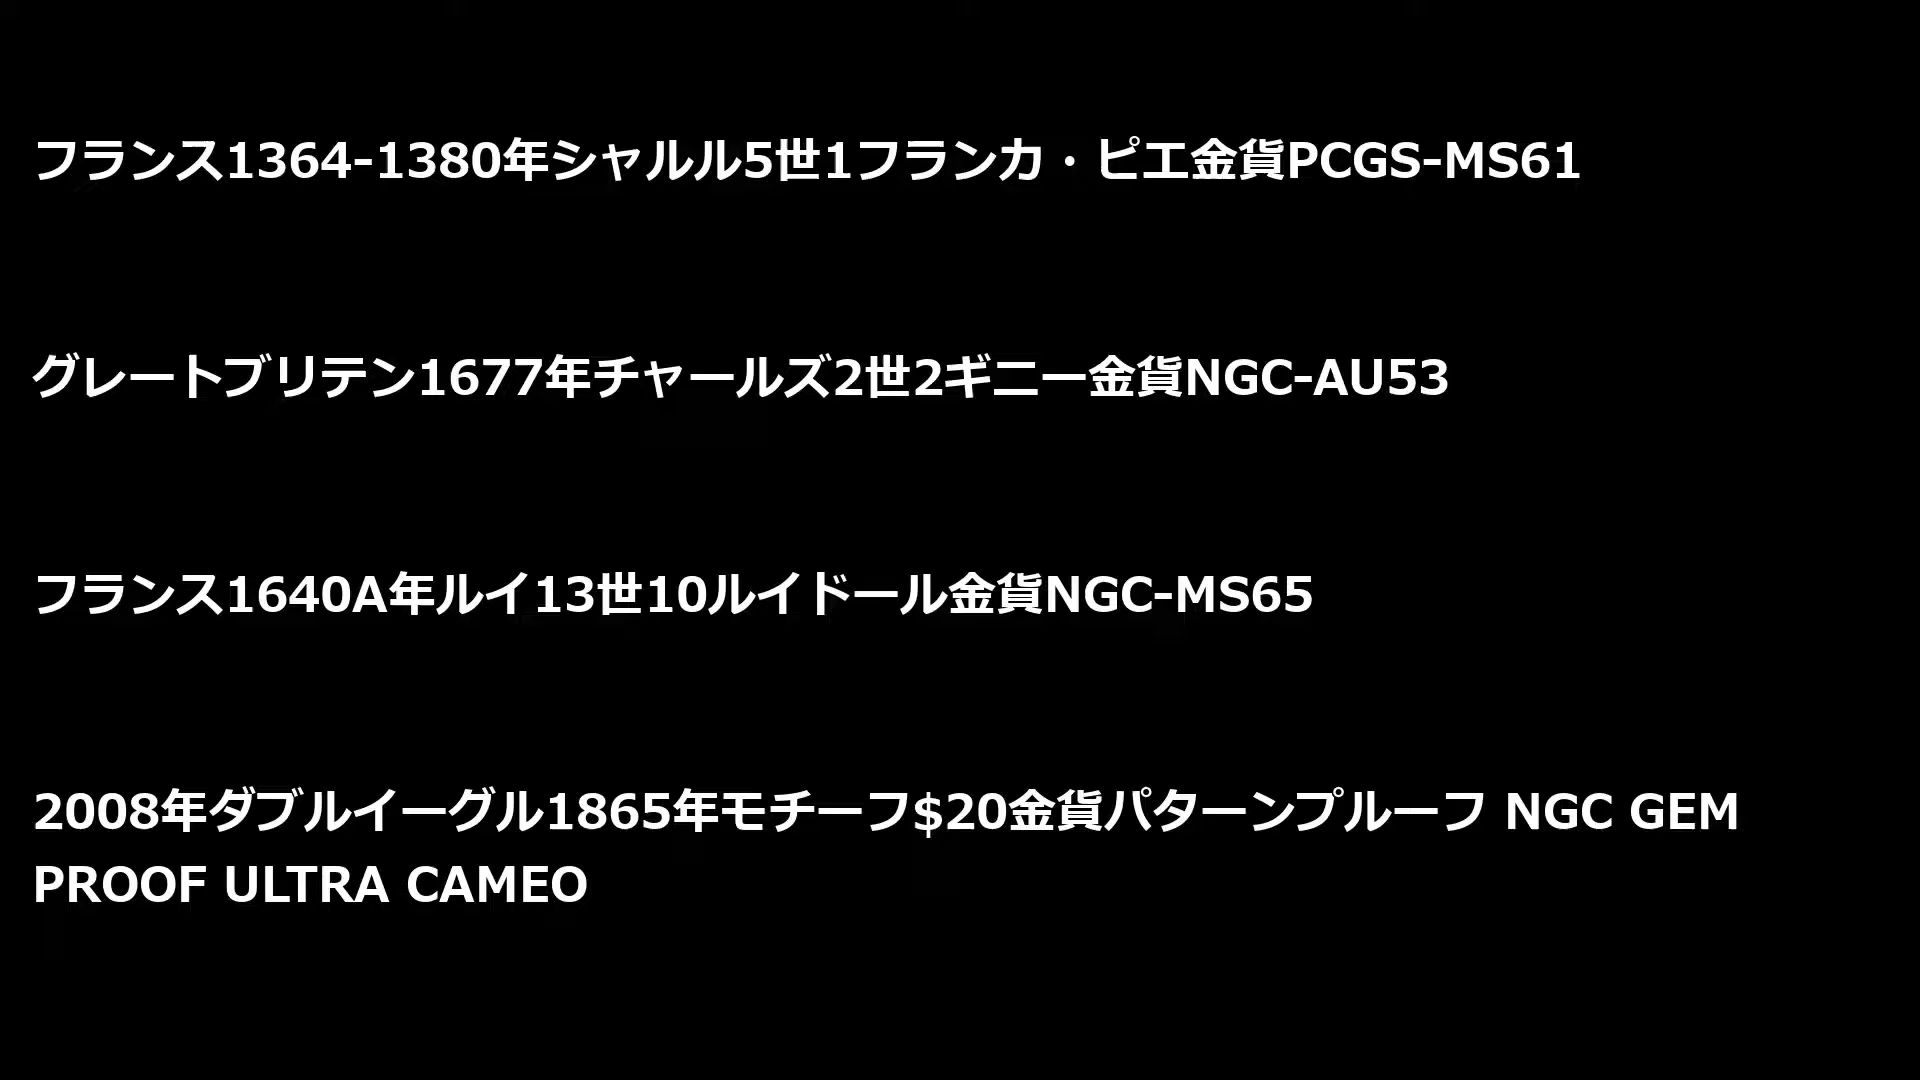 フランス1364-1380年シャルル5世1フランカ・ピエ金貨PCGS-MS61
グレートブリテン1677年チャールズ2世2ギニー金貨NGC-AU53
フランス1640A年ルイ13世10ルイドール金貨NGC-MS65
2008年ダブルイーグル1865年モチーフ$20金貨パターンプルーフ NGC GEM
PROOF ULTRA CAMEO